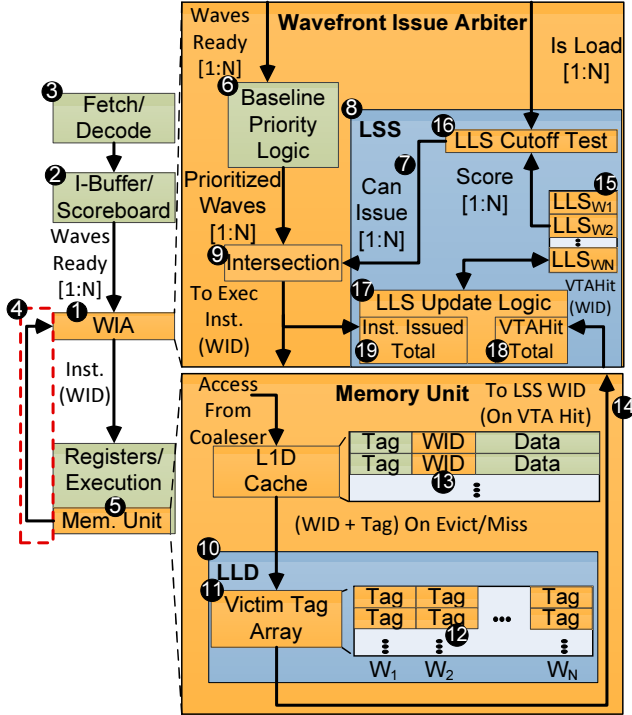 3
Fetch/
Decode
2
I-Buffer/
Scoreboard
Waves
Ready
[1:N]
4
1
WIA
Inst.
(WID)
Registers/
Execution
5
Mem. Unit
Waves
Ready
[1:N]
Wavefront Issue Arbiter
Is Load
[1:N]
6
Baseline
Priority
Logic
8
LSS
16
LLS Cutoff Test
7
Prioritized
Waves
[1:N]
Can
Issue
[1:N]
Score
[1:N]
15
LLSW1
LLSW2
LLSWN
9
Intersection
To Exec
Inst.
(WID)
VTAHit
(WID)
17
LLS Update Logic
Inst. Issued
Total
19
VTAHit
Total
18
Access
From
Coaleser
Memory Unit
To LSS WID
(On VTA Hit)
14
L1D
Cache
Tag WID Data
Tag WID Data
13
(WID + Tag) On Evict/Miss
10
LLD
11
Victim Tag
Array
Tag Tag Tag
Tag Tag ... Tag
12
W1 W2 WN